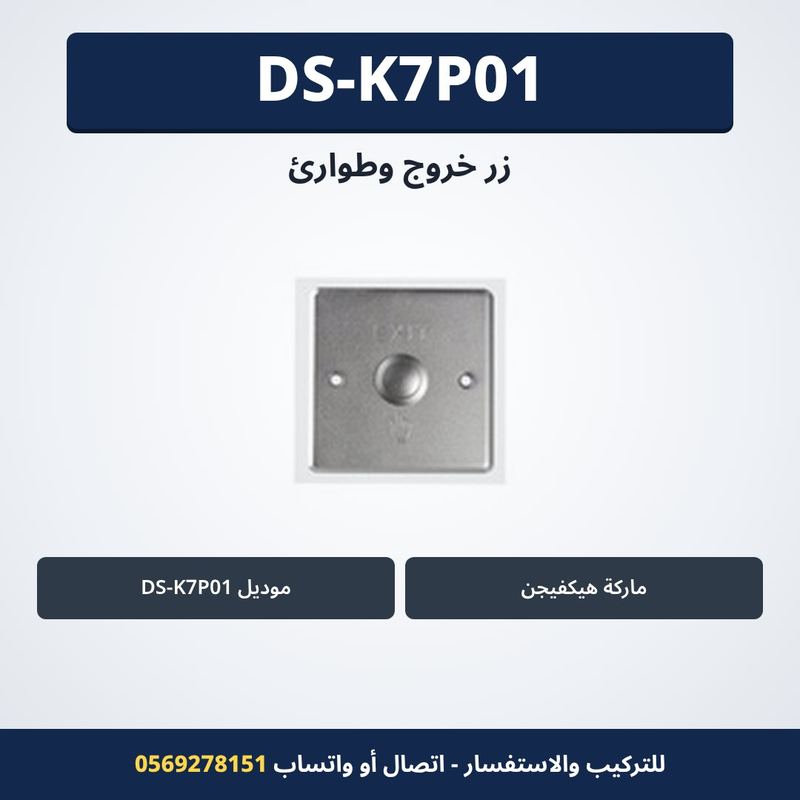 DS-K7P01
زر خروج وطوارئ
EXIT
ماركة هيكفيجن
موديل DS-K7P01
للتركيب والاستفسار - اتصال أو واتساب 0569278151